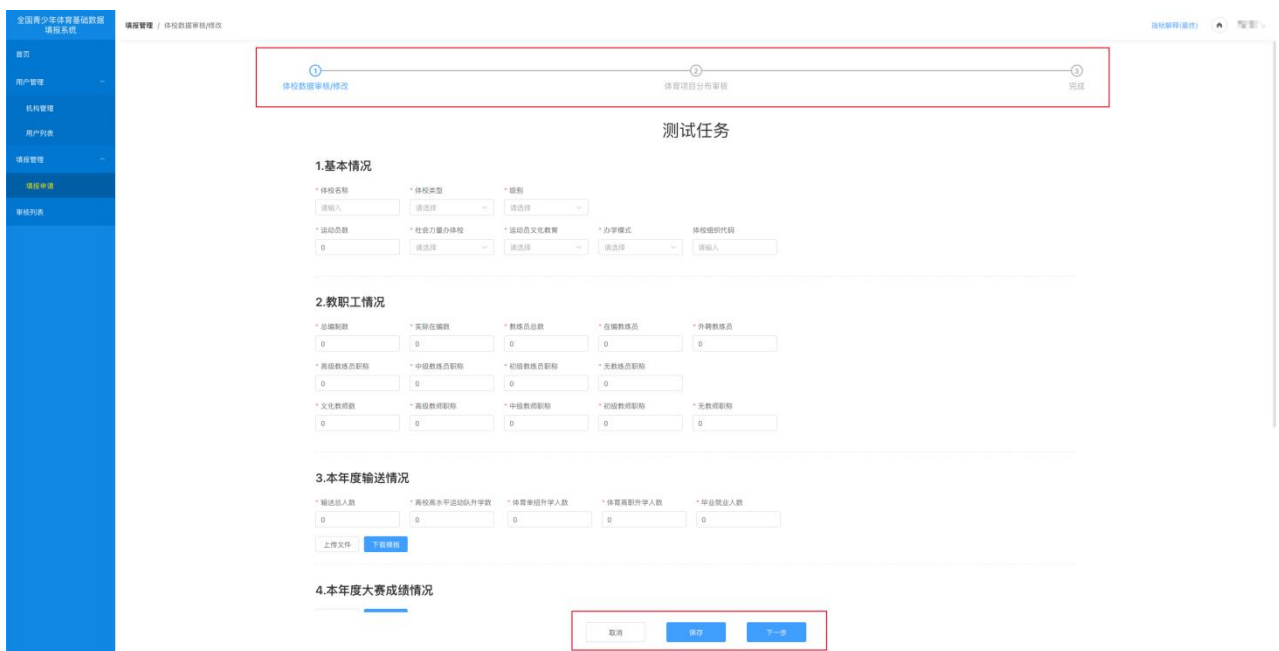 全国青少年体育基础数据
填报系统
填报管理 / 体校数据审核/修改
指标解释(最终)
首页
用户管理
机构管理
用户列表
填报管理
填报申请
审核列表
1
2
3
体校数据审核/修改
体育项目分布审核
完成
测试任务
1.基本情况
* 体校名称 * 体校类型 * 级别
请输入 请选择 请选择
* 运动员数 * 社会力量办体校 * 运动员文化教育 * 办学模式 体校组织代码
0 请选择 请选择 请选择 请输入
2.教职工情况
* 总编制数 * 实际在编数 * 教练员总数 * 在编教练员 * 外聘教练员
0 0 0 0 0
* 高级教练员职称 * 中级教练员职称 * 初级教练员职称 * 无教练员职称
0 0 0 0
* 文化教师数 * 高级教师职称 * 中级教师职称 * 初级教师职称 * 无教师职称
0 0 0 0 0
3.本年度输送情况
* 输送总人数 * 高校高水平运动队升学数 * 体育单招升学人数 * 体育高职升学人数 * 毕业就业人数
0 0 0 0 0
上传文件 下载模板
4.本年度大赛成绩情况
取消 保存 下一步